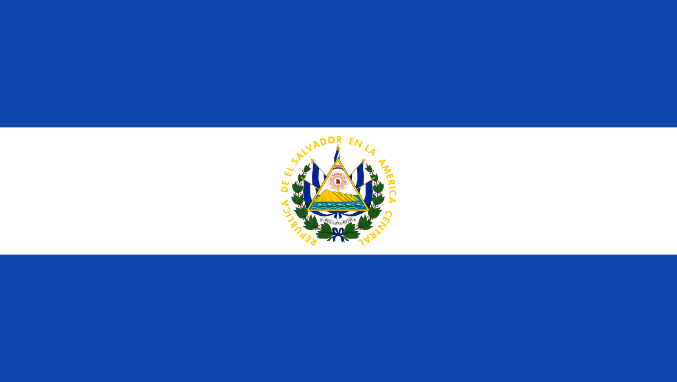 REPUBLICA DE EL SALVADOR EN LA AMERICA CENTRAL